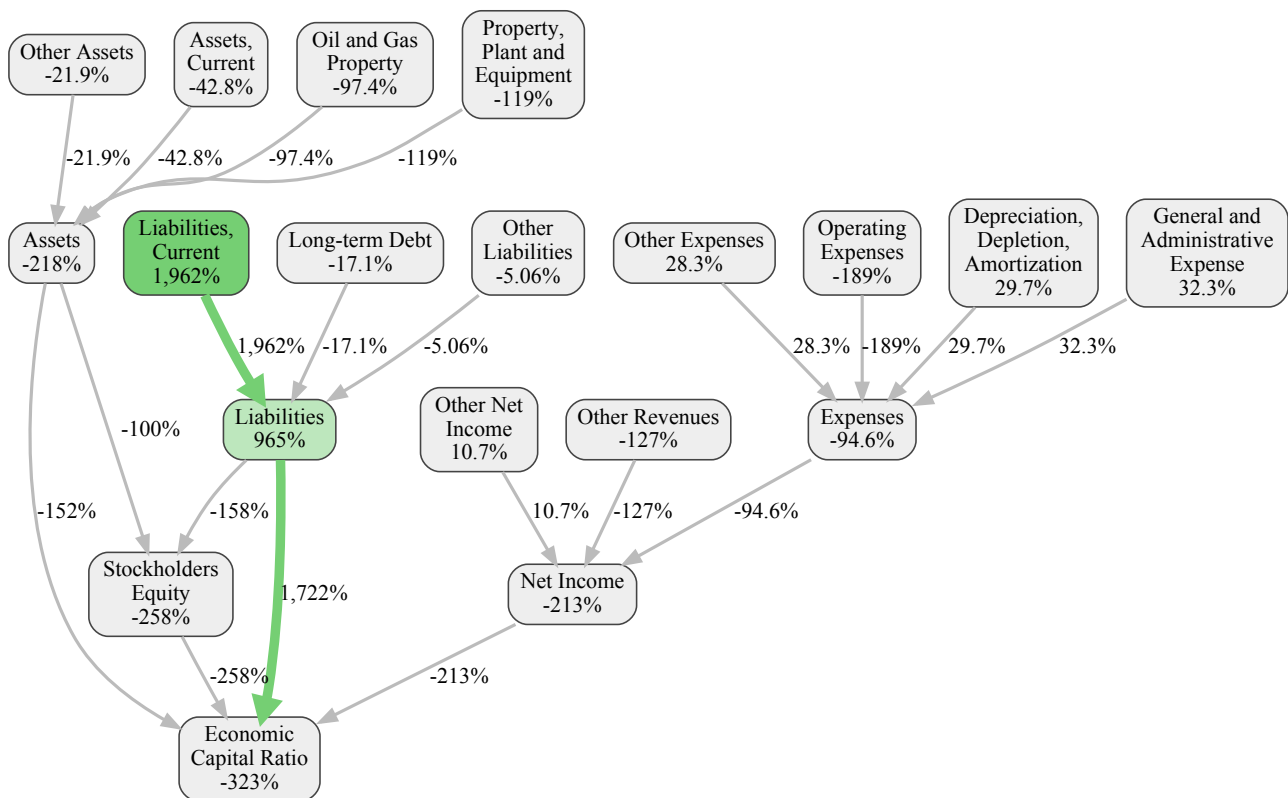 Other Assets
-21.9%
Assets,
Current
-42.8%
Oil and Gas
Property
-97.4%
Property,
Plant and
Equipment
-119%
-21.9%
-42.8%
-97.4%
-119%
Assets
-218%
Liabilities,
Current
1,962%
Long-term Debt
-17.1%
Other
Liabilities
-5.06%
Other Expenses
28.3%
Operating
Expenses
-189%
Depreciation,
Depletion,
Amortization
29.7%
General and
Administrative
Expense
32.3%
1,962%
-17.1%
-5.06%
28.3%
-189%
29.7%
32.3%
Liabilities
965%
Other Net
Income
10.7%
Other Revenues
-127%
Expenses
-94.6%
-100%
-152%
-158%
1,722%
10.7%
-127%
-94.6%
Stockholders
Equity
-258%
Net Income
-213%
-258%
-213%
Economic
Capital Ratio
-323%